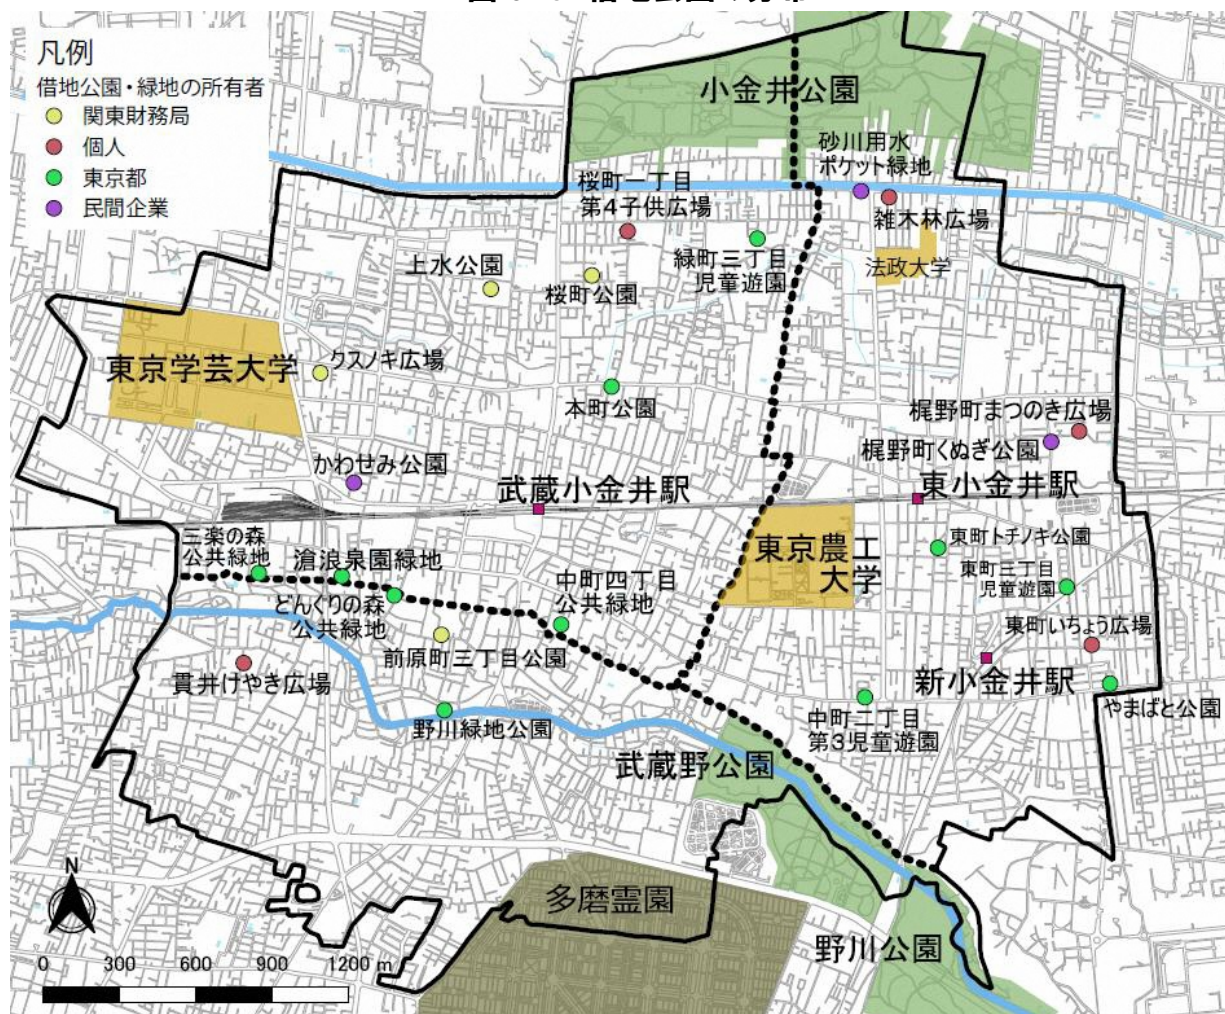 凡例
借地公園・緑地の所有者
関東財務局
個人
東京都
民間企業
小金井公園
砂川用水
ポケット緑地
桜町一丁目
第4子供広場
雑木林広場
緑町三丁目
児童遊園
法政大学
上水公園
桜町公園
東京学芸大学
クスノキ広場
本町公園
梶野町まつのき広場
梶野町くぬぎ公園
かわせみ公園
武蔵小金井駅
東小金井駅
三楽の森
公共緑地
滄浪泉園緑地
東京農工
大学
東町トチノキ公園
中町四丁目
公共緑地
東町三丁目
児童遊園
どんぐりの森
公共緑地
東町いちょう広場
前原町三丁目公園
貫井けやき広場
新小金井駅
やまばと公園
野川緑地公園
中町二丁目
第3児童遊園
武蔵野公園
多磨霊園
野川公園
N
0 300 600 900 1200 m